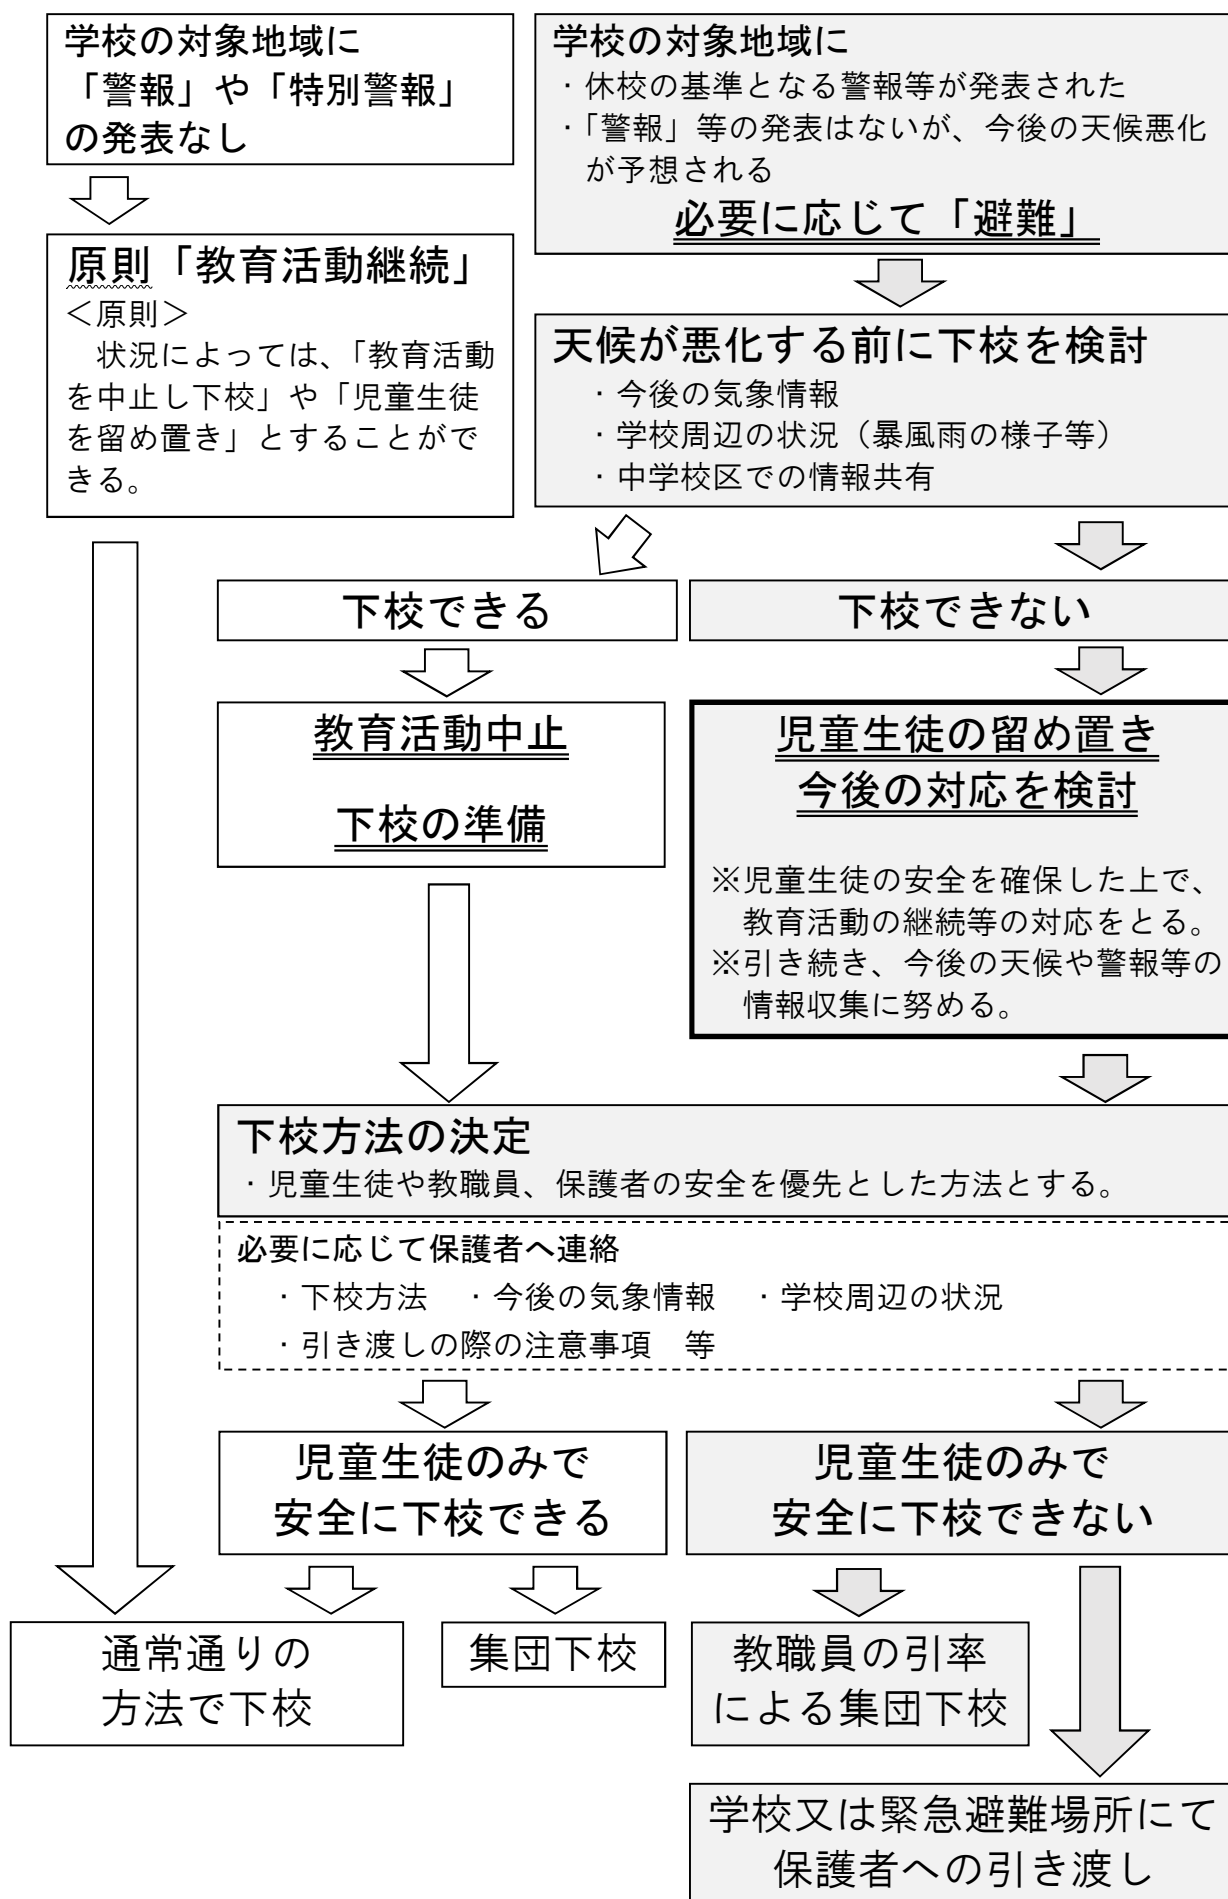 学校の対象地域に
「警報」や「特別警報」
の発表なし
学校の対象地域に
・休校の基準となる警報等が発表された
・「警報」等の発表はないが、今後の天候悪化
が予想される
必要に応じて「避難」
原則「教育活動継続」
＜原則＞
状況によっては、「教育活動
を中止し下校」や「児童生徒
を留め置き」とすることがで
きる。
天候が悪化する前に下校を検討
・今後の気象情報
・学校周辺の状況（暴風雨の様子等）
・中学校区での情報共有
下校できる
下校できない
教育活動中止
下校の準備
児童生徒の留め置き
今後の対応を検討
※児童生徒の安全を確保した上で、
教育活動の継続等の対応をとる。
※引き続き、今後の天候や警報等の
情報収集に努める。
下校方法の決定
・児童生徒や教職員、保護者の安全を優先とした方法とする。
必要に応じて保護者へ連絡
・下校方法　・今後の気象情報　・学校周辺の状況
・引き渡しの際の注意事項　等
児童生徒のみで
安全に下校できる
児童生徒のみで
安全に下校できない
通常通りの
方法で下校
集団下校
教職員の引率
による集団下校
学校又は緊急避難場所にて
保護者への引き渡し